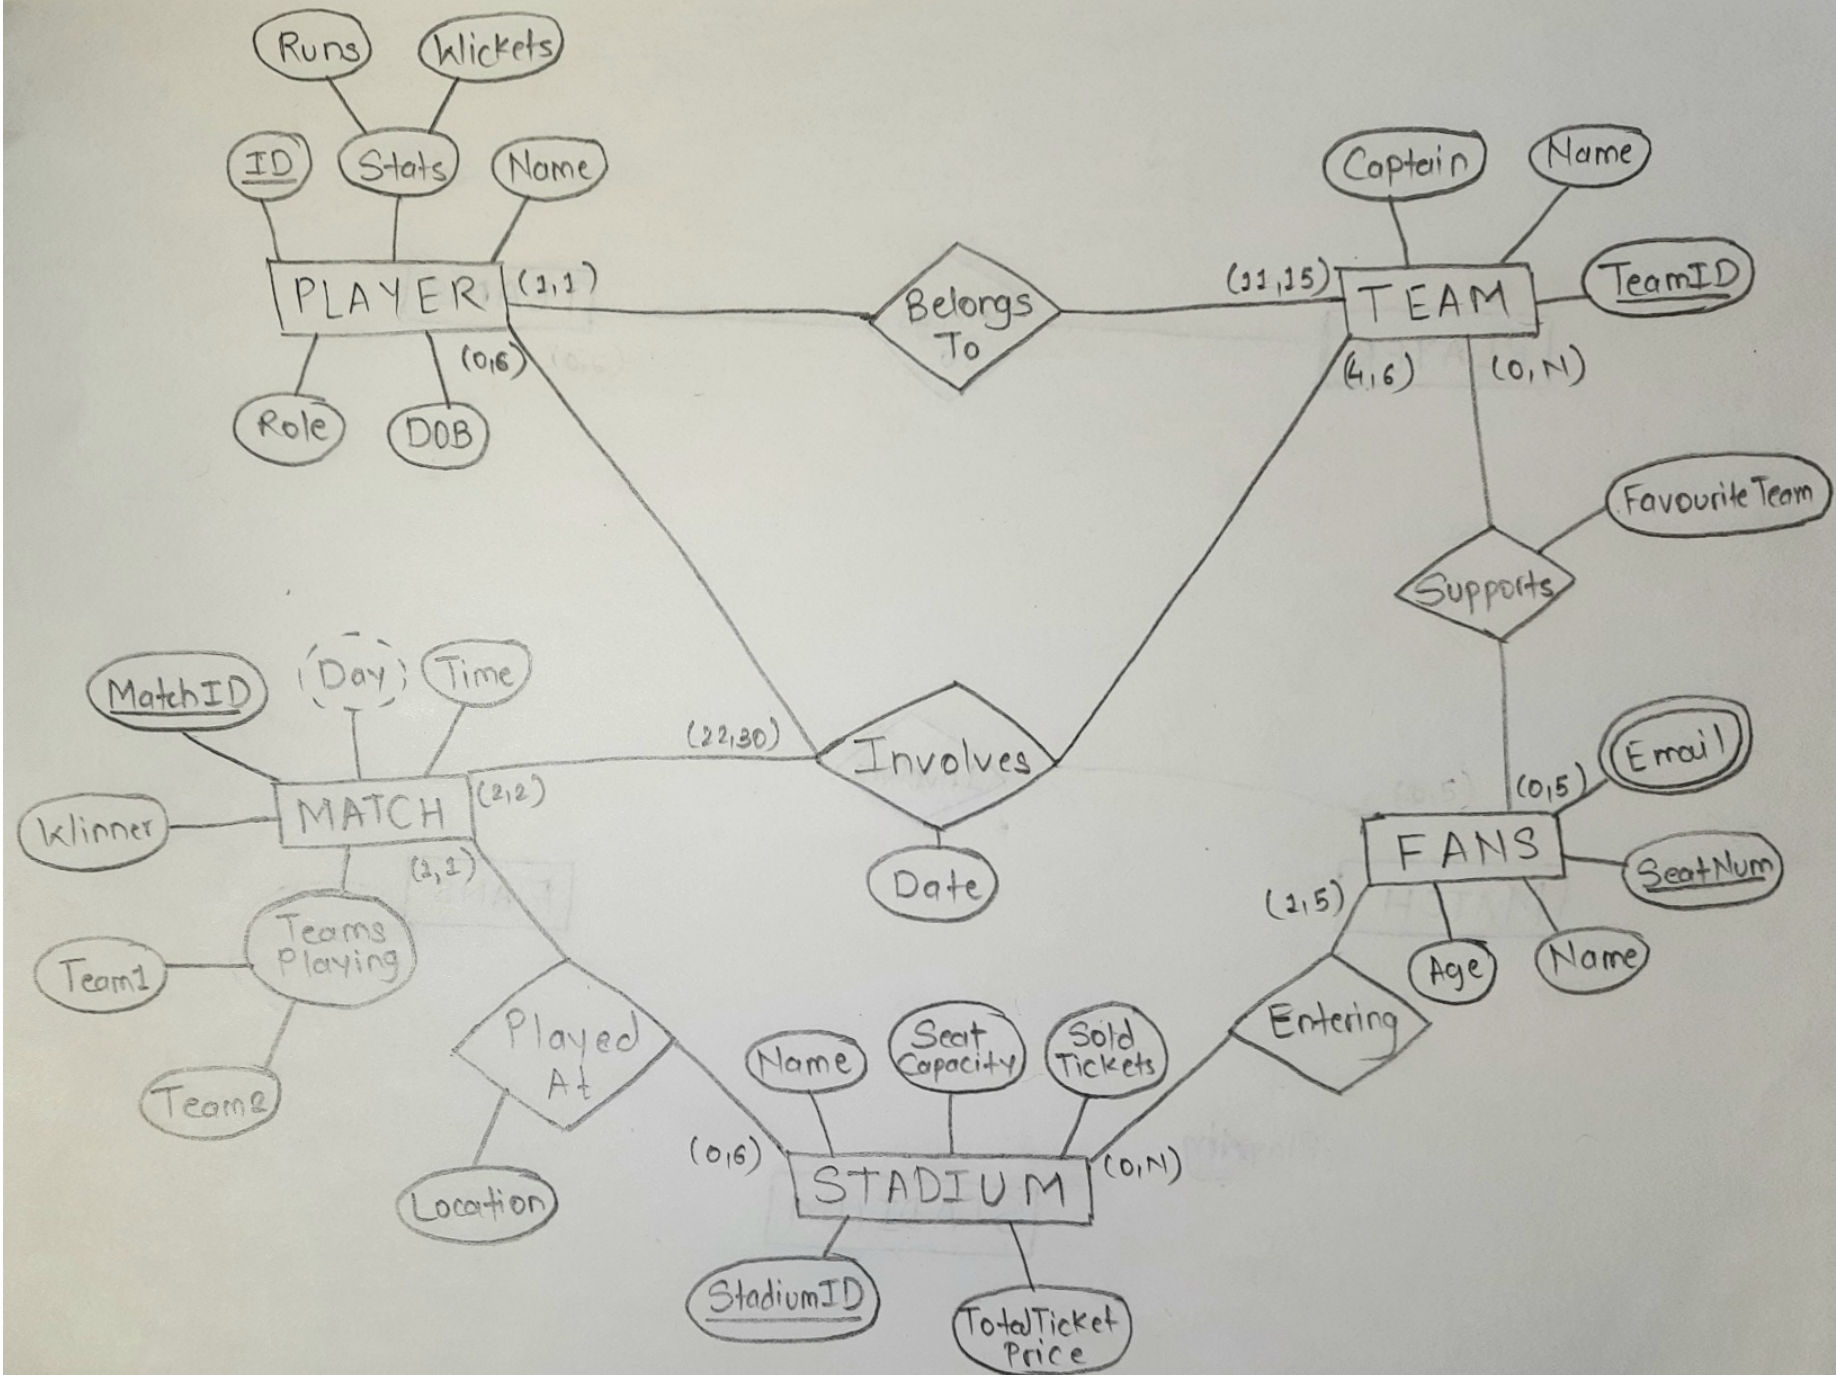 Runs
Wickets
ID
Stats
Name
Captain
Name
PLAYER
(1,1)
Belongs
To
(11,15)
TEAM
TeamID
(0,6)
(4,6)
(0,N)
Role
DOB
Favourite Team
Supports
MatchID
Day
Time
(22,30)
Involves
Email
(0,5)
Winner
MATCH
(2,2)
(1,1)
Date
FANS
SeatNum
(1,5)
Teams
Playing
Team1
Age
Name
Team2
Played
At
Name
Seat
Capacity
Sold
Tickets
Entering
Location
(0,6)
STADIUM
(0,N)
StadiumID
TotalTicket
Price